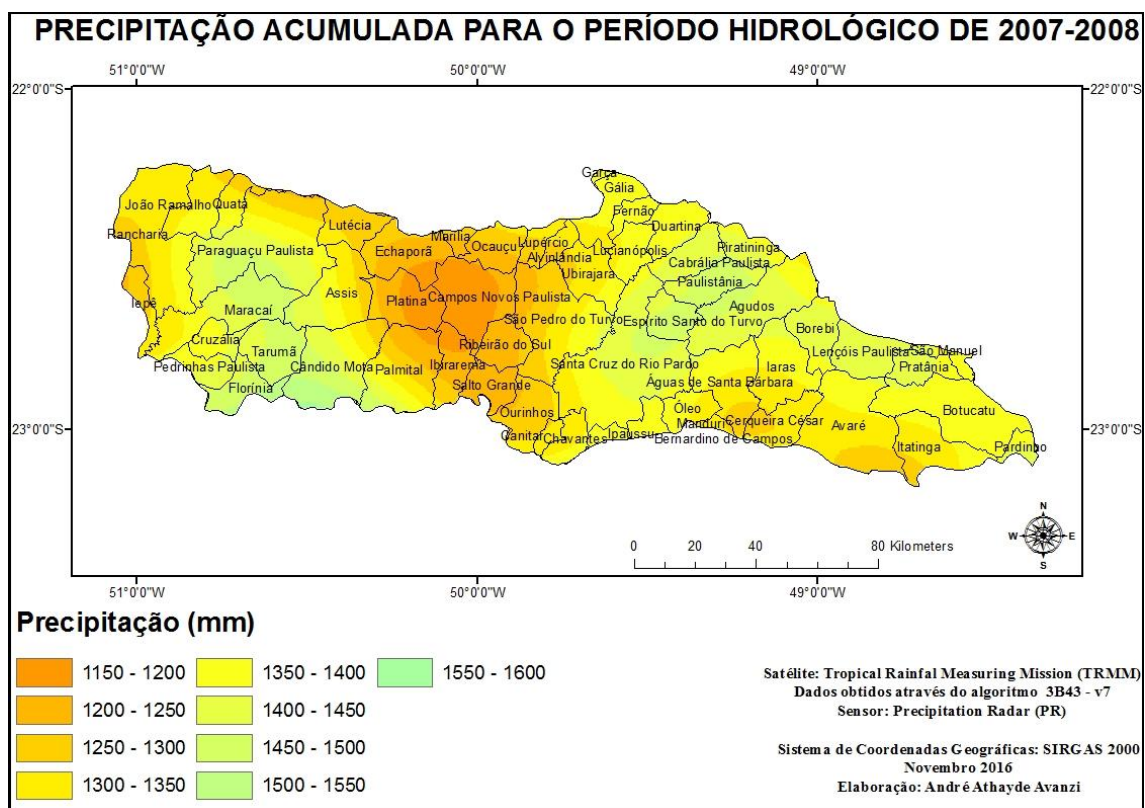 PRECIPITAÇÃO ACUMULADA PARA O PERÍODO HIDROLÓGICO DE 2007-2008
51°0'0"W 50°0'0"W 49°0'0"W
22°0'0"S 22°0'0"S
Garça
Gália
João Ramalho Quatá Fernão
Lutécia Duartina
Rancharia Marília
Echaporã Ocauçu Lupércio Lucianópolis Piratininga
Paraguaçu Paulista Alvinlândia Cabrália Paulista
Ubirajara Paulistânia
Iepê Assis Platina Campos Novos Paulista Agudos
Maracaí São Pedro do Turvo Espírito Santo do Turvo
Borebi
Cruzália Ribeirão do Sul
Tarumã Lençóis Paulista São Manuel
Pedrinhas Paulista Cândido Mota Palmital Ibirarema Santa Cruz do Rio Pardo Iaras Pratânia
Florínia Salto Grande Águas de Santa Bárbara
Ourinhos Óleo Botucatu
Manduri Cerqueira César Avaré
Canitar Chavantes Ipaussu Bernardino de Campos Itatinga Pardinho
23°0'0"S 23°0'0"S
N
W E
S
0 20 40 80 Kilometers
51°0'0"W 50°0'0"W 49°0'0"W
Precipitação (mm)
1150 - 1200 1350 - 1400 1550 - 1600
1200 - 1250 1400 - 1450
1250 - 1300 1450 - 1500
1300 - 1350 1500 - 1550
Satélite: Tropical Rainfal Measuring Mission (TRMM)
Dados obtidos através do algoritmo 3B43 - v7
Sensor: Precipitation Radar (PR)
Sistema de Coordenadas Geográficas: SIRGAS 2000
Novembro 2016
Elaboração: André Athayde Avanzi